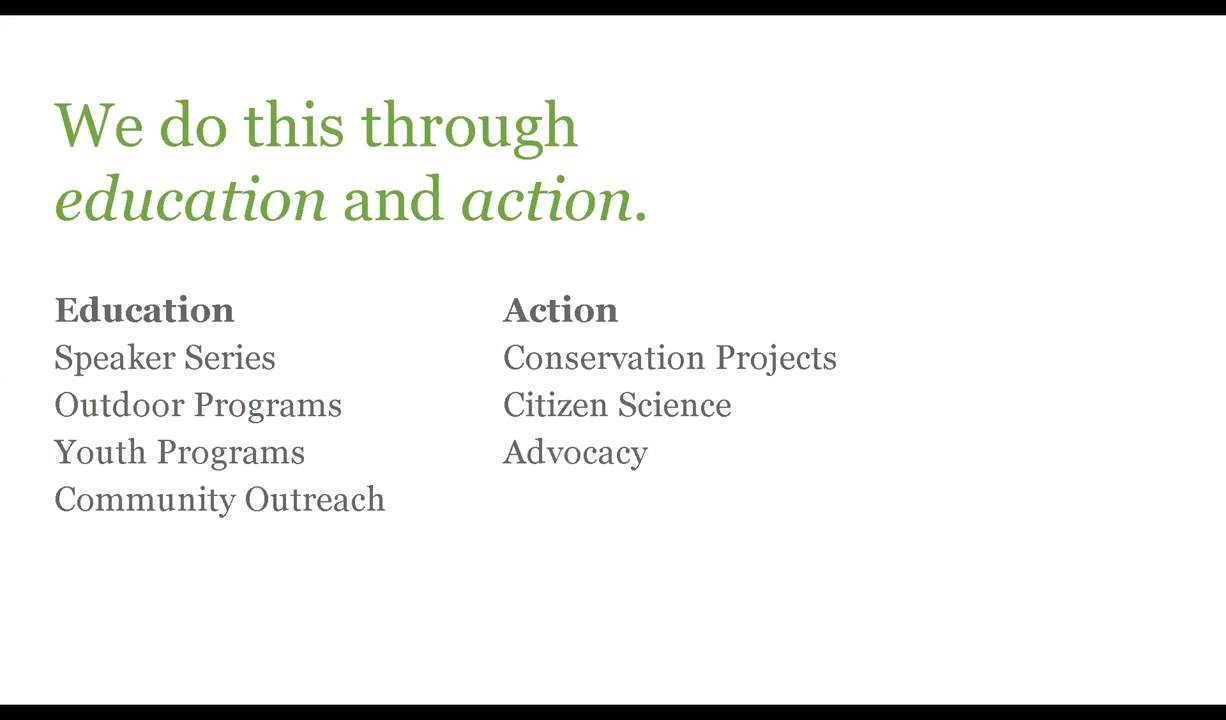 We do this through
education and action.
Education
Speaker Series
Outdoor Programs
Youth Programs
Community Outreach
Action
Conservation Projects
Citizen Science
Advocacy